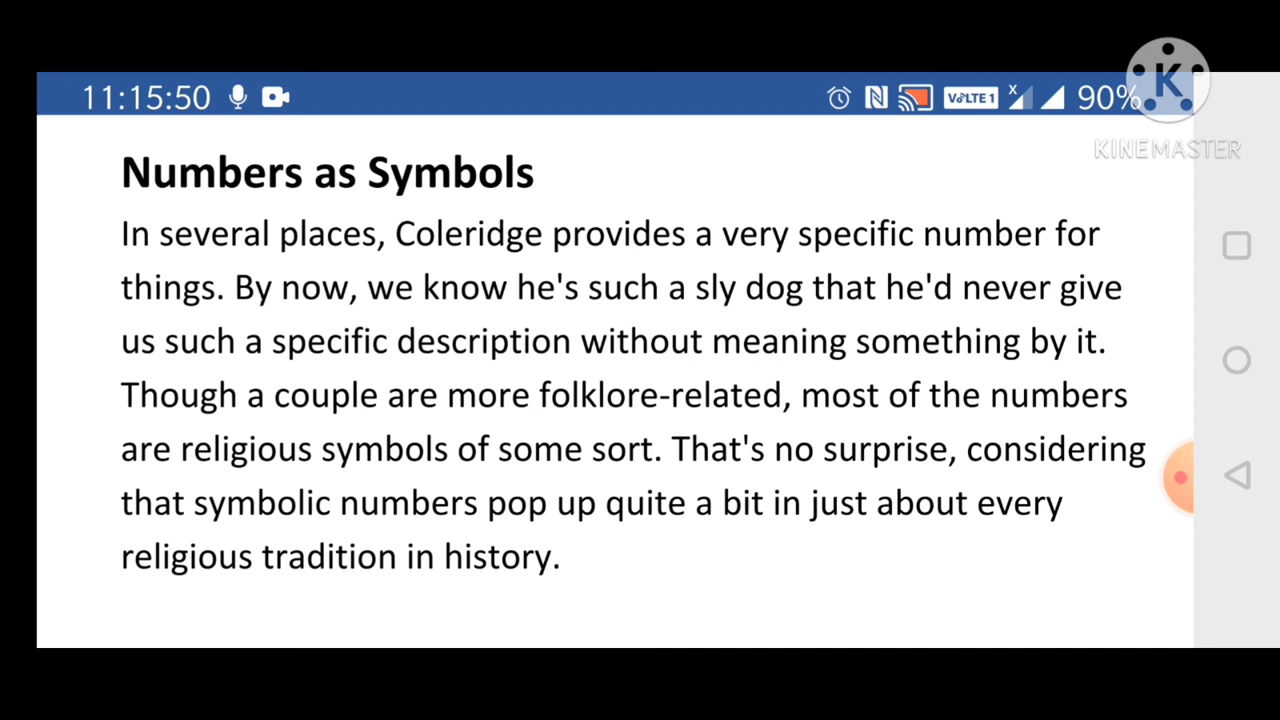 11:15:50 VoLTE 1 X 90%
K
KINEMASTER
Numbers as Symbols
In several places, Coleridge provides a very specific number for
things. By now, we know he's such a sly dog that he'd never give
us such a specific description without meaning something by it.
Though a couple are more folklore-related, most of the numbers
are religious symbols of some sort. That's no surprise, considering
that symbolic numbers pop up quite a bit in just about every
religious tradition in history.